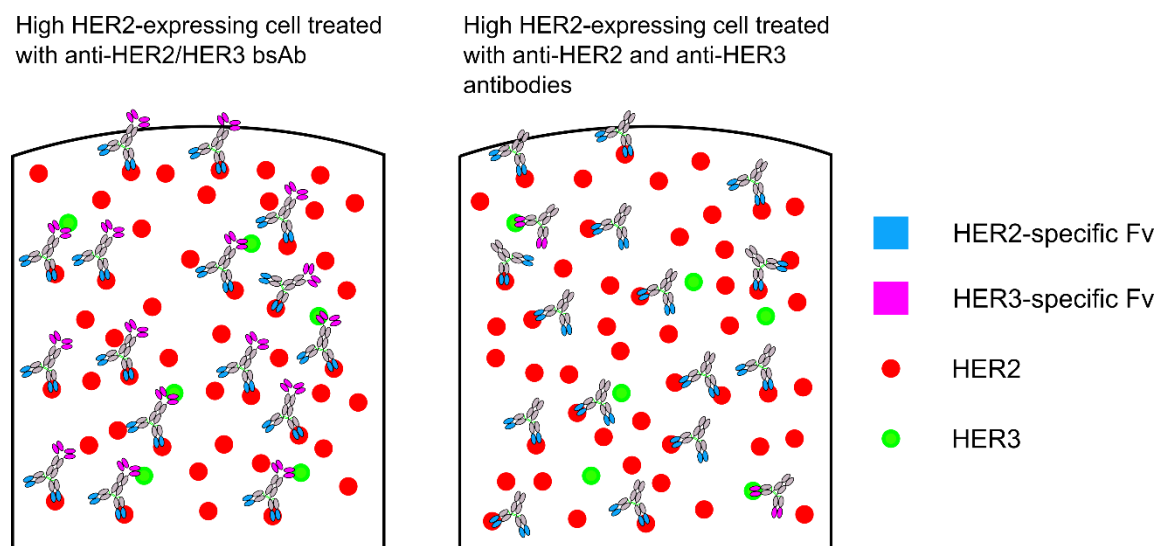 High HER2-expressing cell treated
with anti-HER2/HER3 bsAb
High HER2-expressing cell treated
with anti-HER2 and anti-HER3
antibodies
HER2-specific Fv
HER3-specific Fv
HER2
HER3